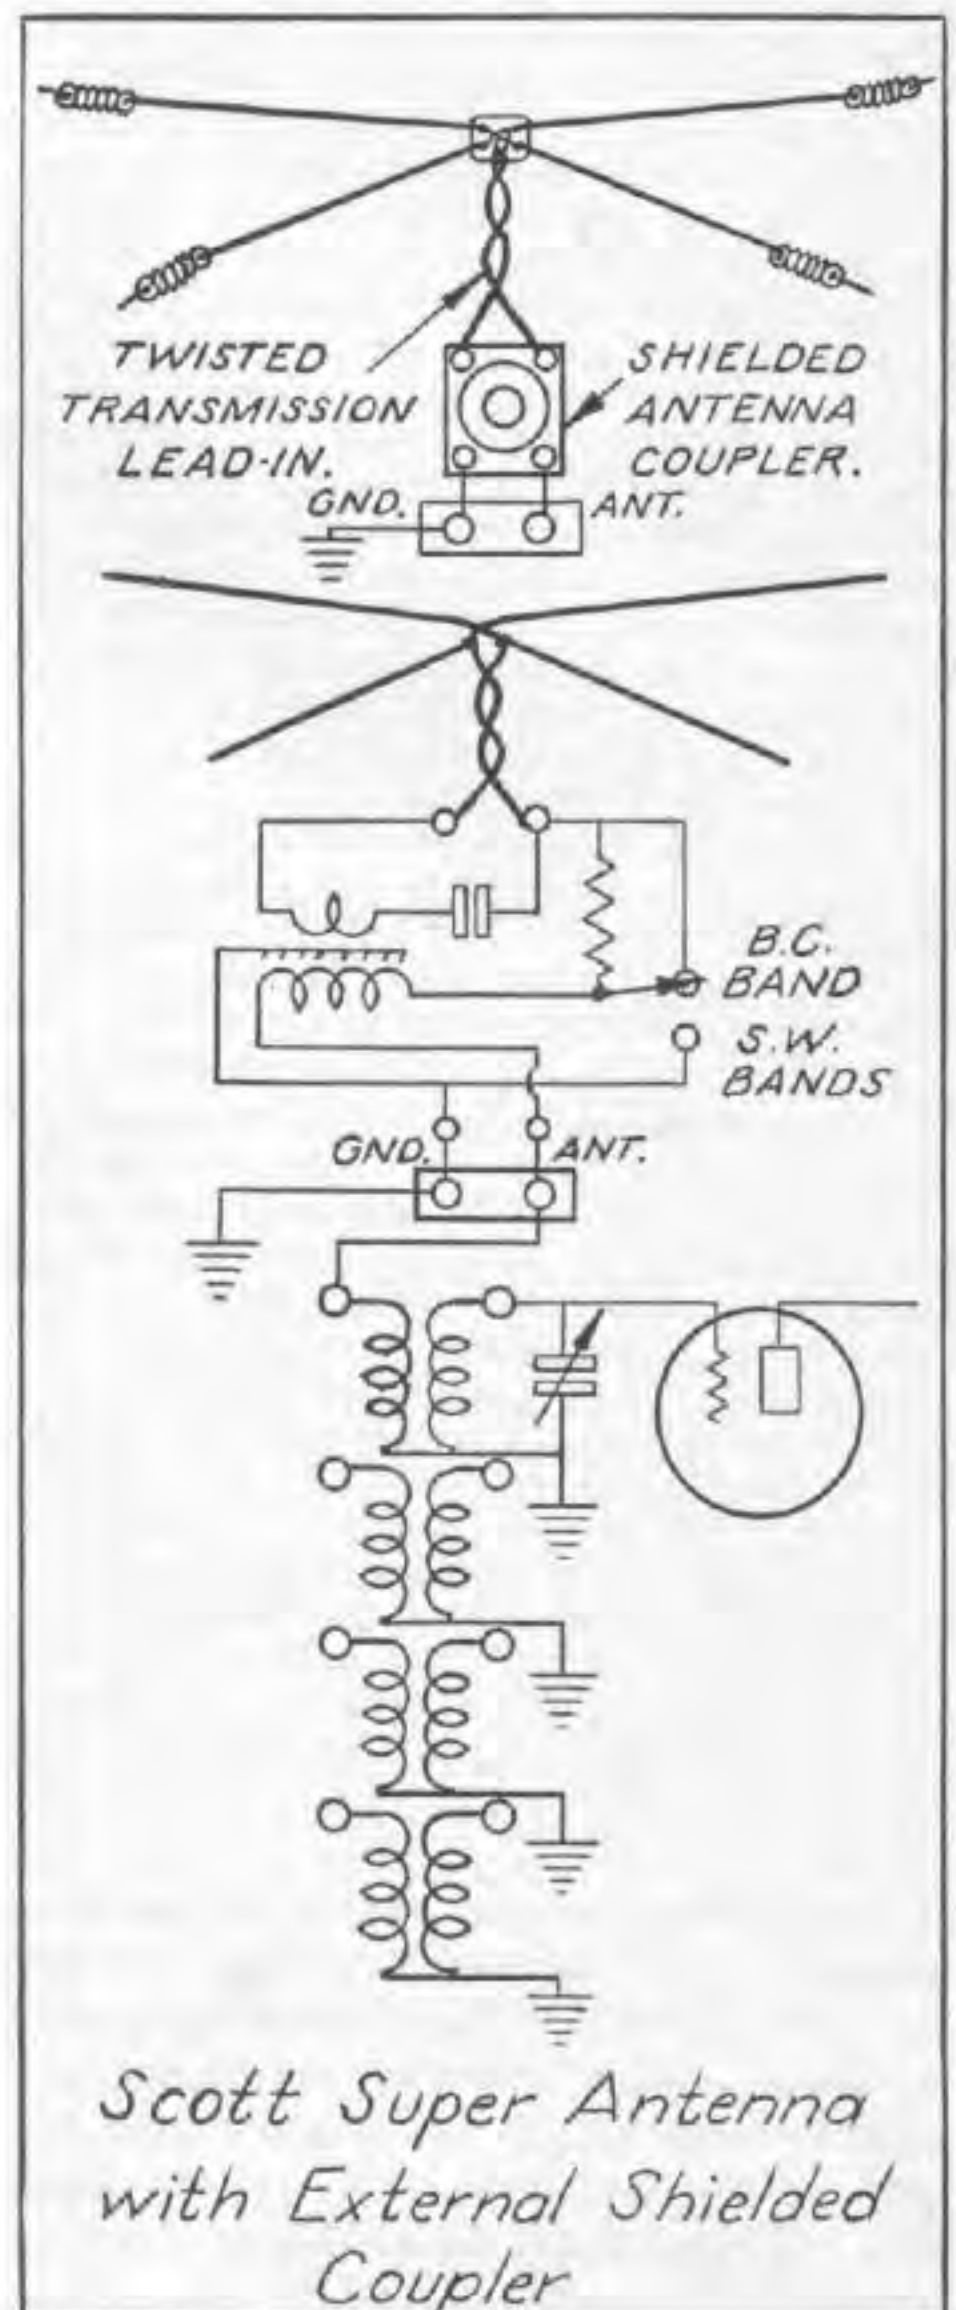 TWISTED
TRANSMISSION
LEAD-IN.
SHIELDED
ANTENNA
COUPLER.
GND.
ANT.
B.C.
BAND
S.W.
BANDS
GND.
ANT.
Scott Super Antenna
with External Shielded
Coupler